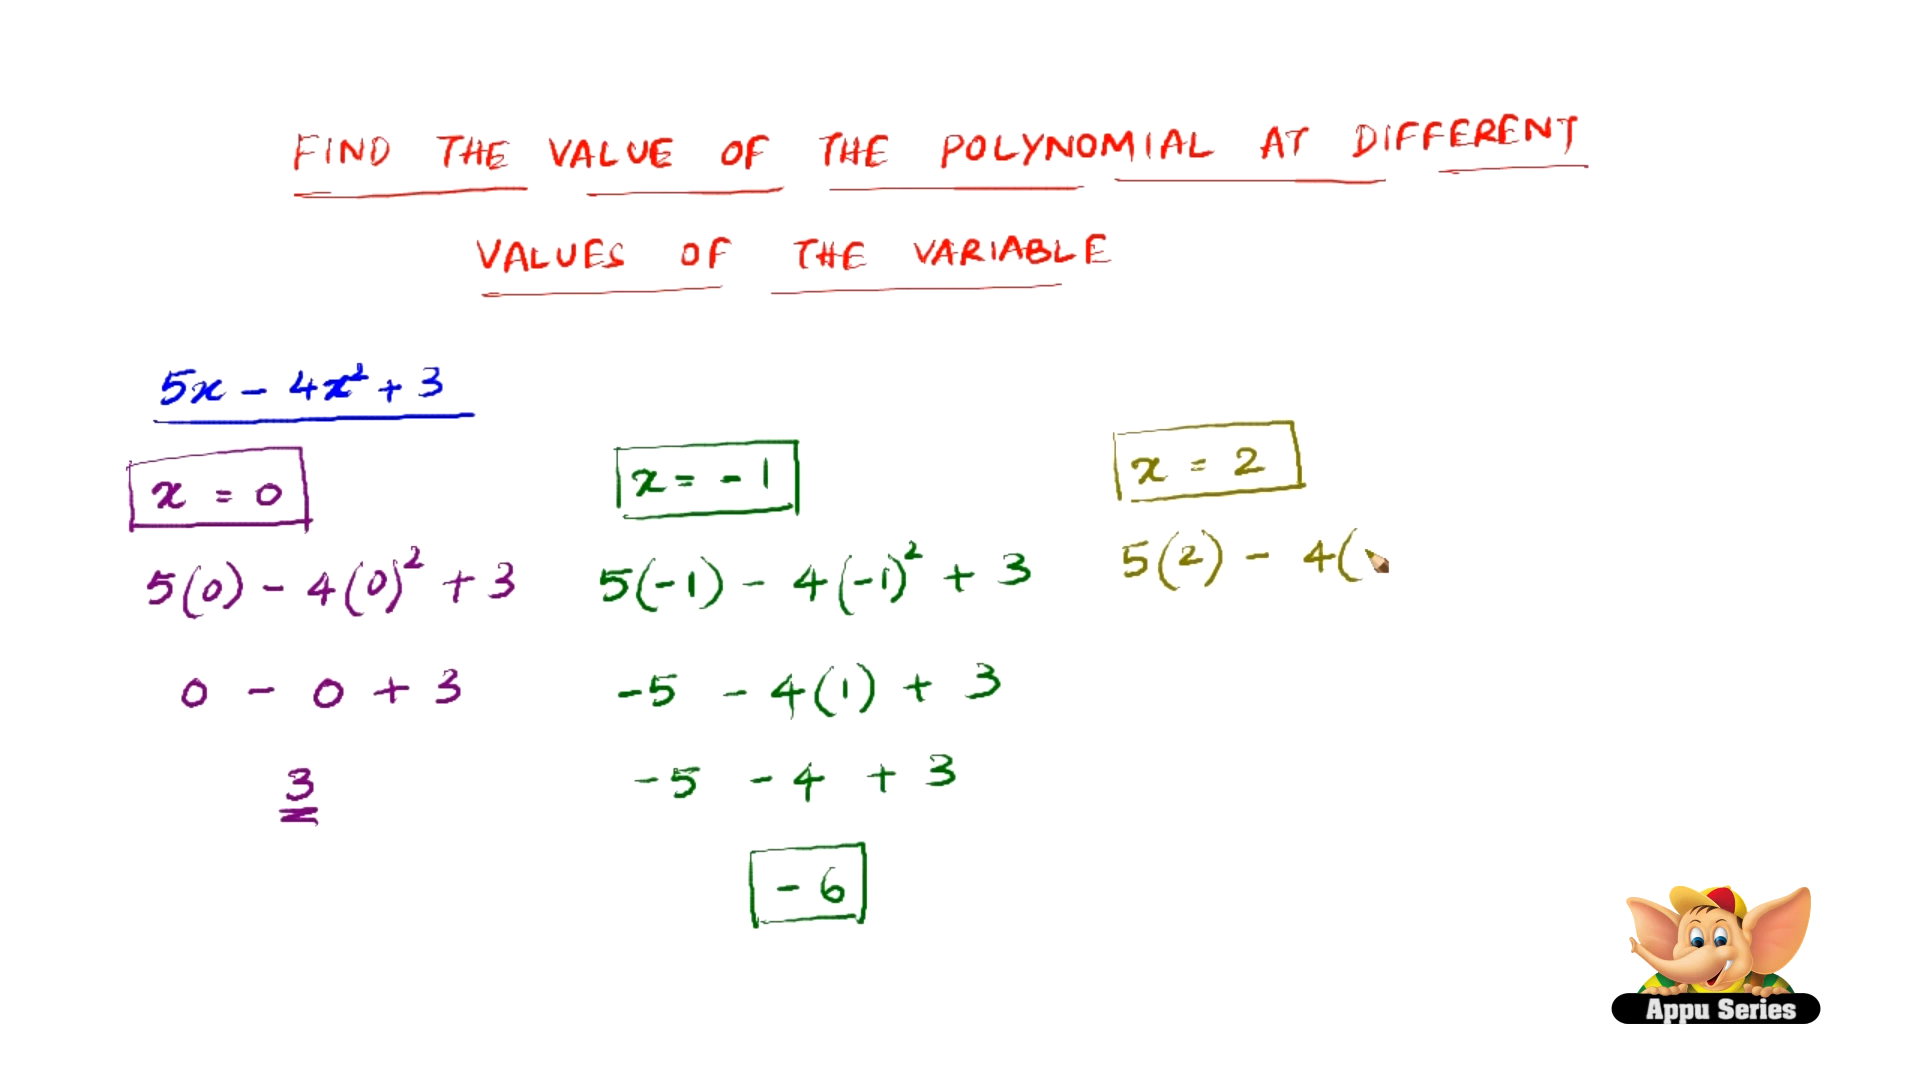 FIND THE VALUE OF THE POLYNOMIAL AT DIFFERENT
VALUES OF THE VARIABLE
5x - 4x² + 3
x = 0
5(0) - 4(0)² + 3
0 - 0 + 3
3
x = -1
5(-1) - 4(-1)² + 3
-5 - 4(1) + 3
-5 - 4 + 3
-6
x = 2
5(2) - 4(
Appu Series